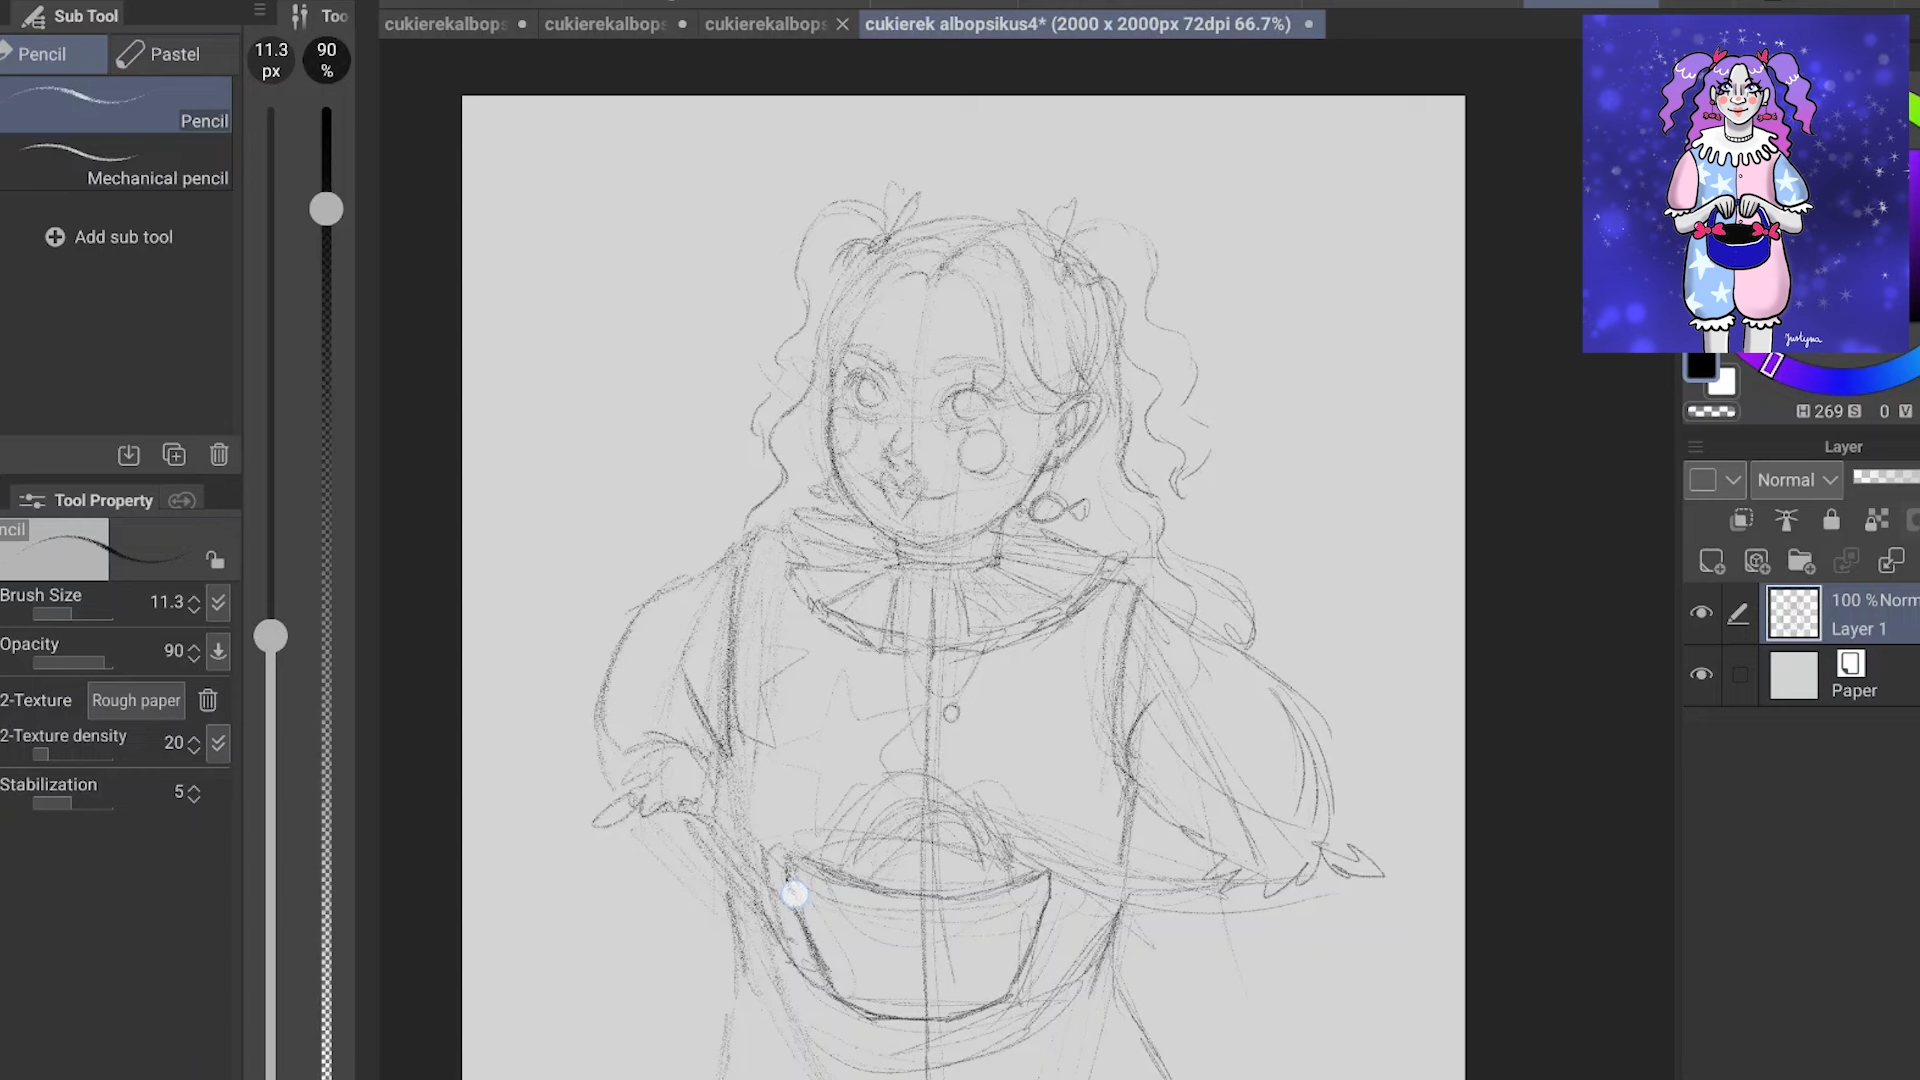 Sub Tool
Too
Pencil
Pastel
Pencil
Mechanical pencil
Add sub tool
11.3 px
90 %
cukierekalbops
cukierekalbops
cukierekalbops
cukierek albopsikus4* (2000 x 2000px 72dpi 66.7%)
Tool Property
ncil
Brush Size 11.3
Opacity 90
2-Texture Rough paper
2-Texture density 20
Stabilization 5
Justyna
H 269 S 0 V
Layer
Normal
100 %Norm
Layer 1
Paper